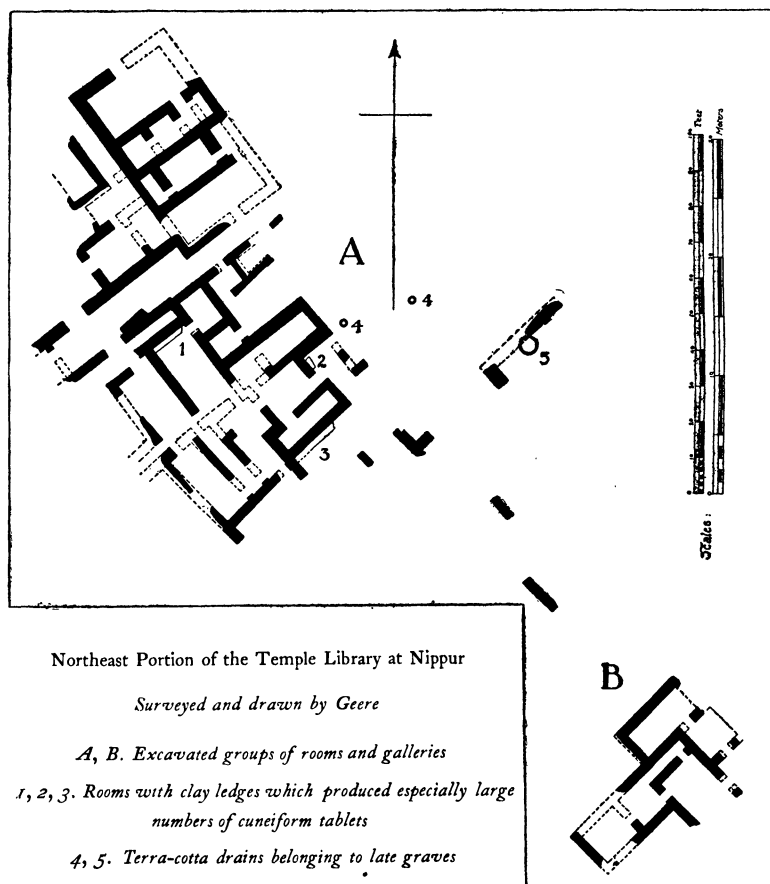 A
4
4
5
1
2
3
Feet
Meters
Scales:
B
Northeast Portion of the Temple Library at Nippur
Surveyed and drawn by Geere
A, B. Excavated groups of rooms and galleries
1, 2, 3. Rooms with clay ledges which produced especially large
numbers of cuneiform tablets
4, 5. Terra-cotta drains belonging to late graves